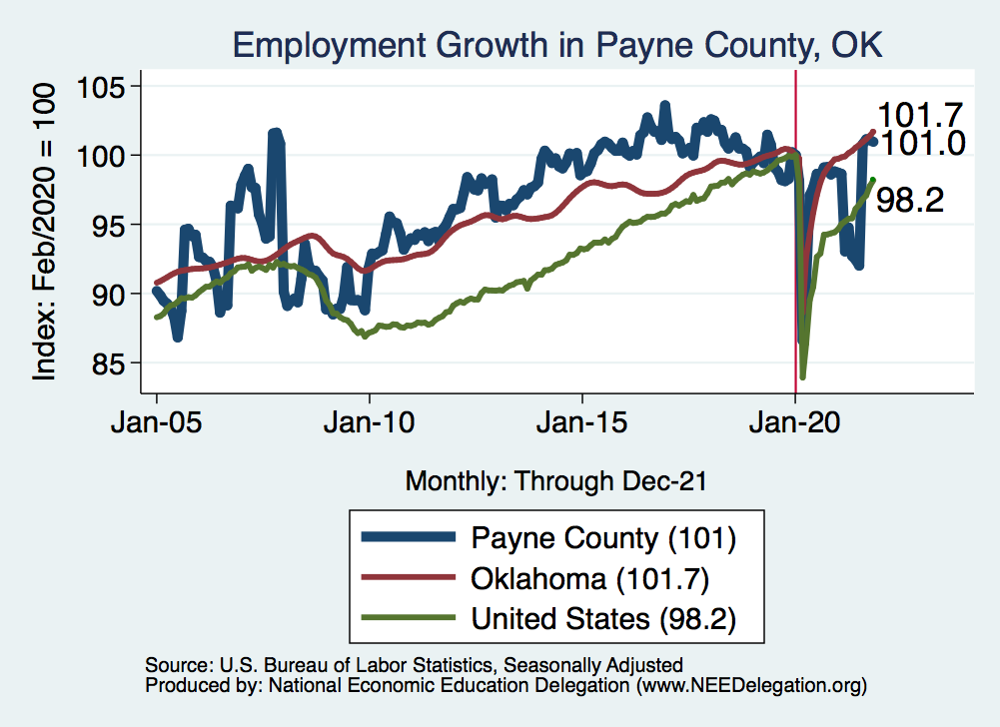 Employment Growth in Payne County, OK
Index: Feb/2020 = 100
105
100
95
90
85
101.7
101.0
98.2
Jan-05 Jan-10 Jan-15 Jan-20
Monthly: Through Dec-21
Payne County (101)
Oklahoma (101.7)
United States (98.2)
Source: U.S. Bureau of Labor Statistics, Seasonally Adjusted
Produced by: National Economic Education Delegation (www.NEEDelegation.org)